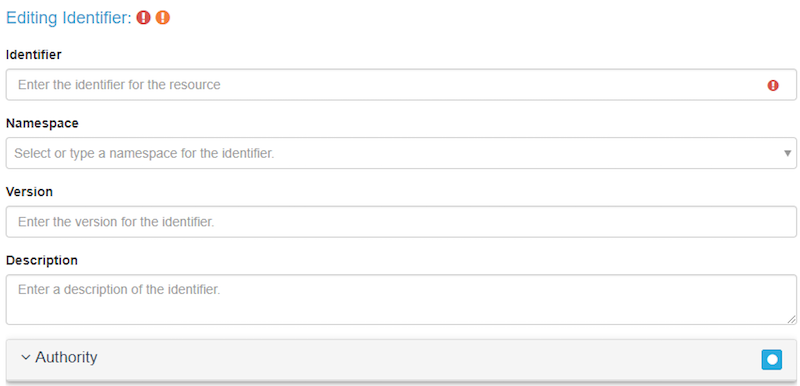 Editing Identifier:
Identifier
Enter the identifier for the resource
Namespace
Select or type a namespace for the identifier.
Version
Enter the version for the identifier.
Description
Enter a description of the identifier.
Authority